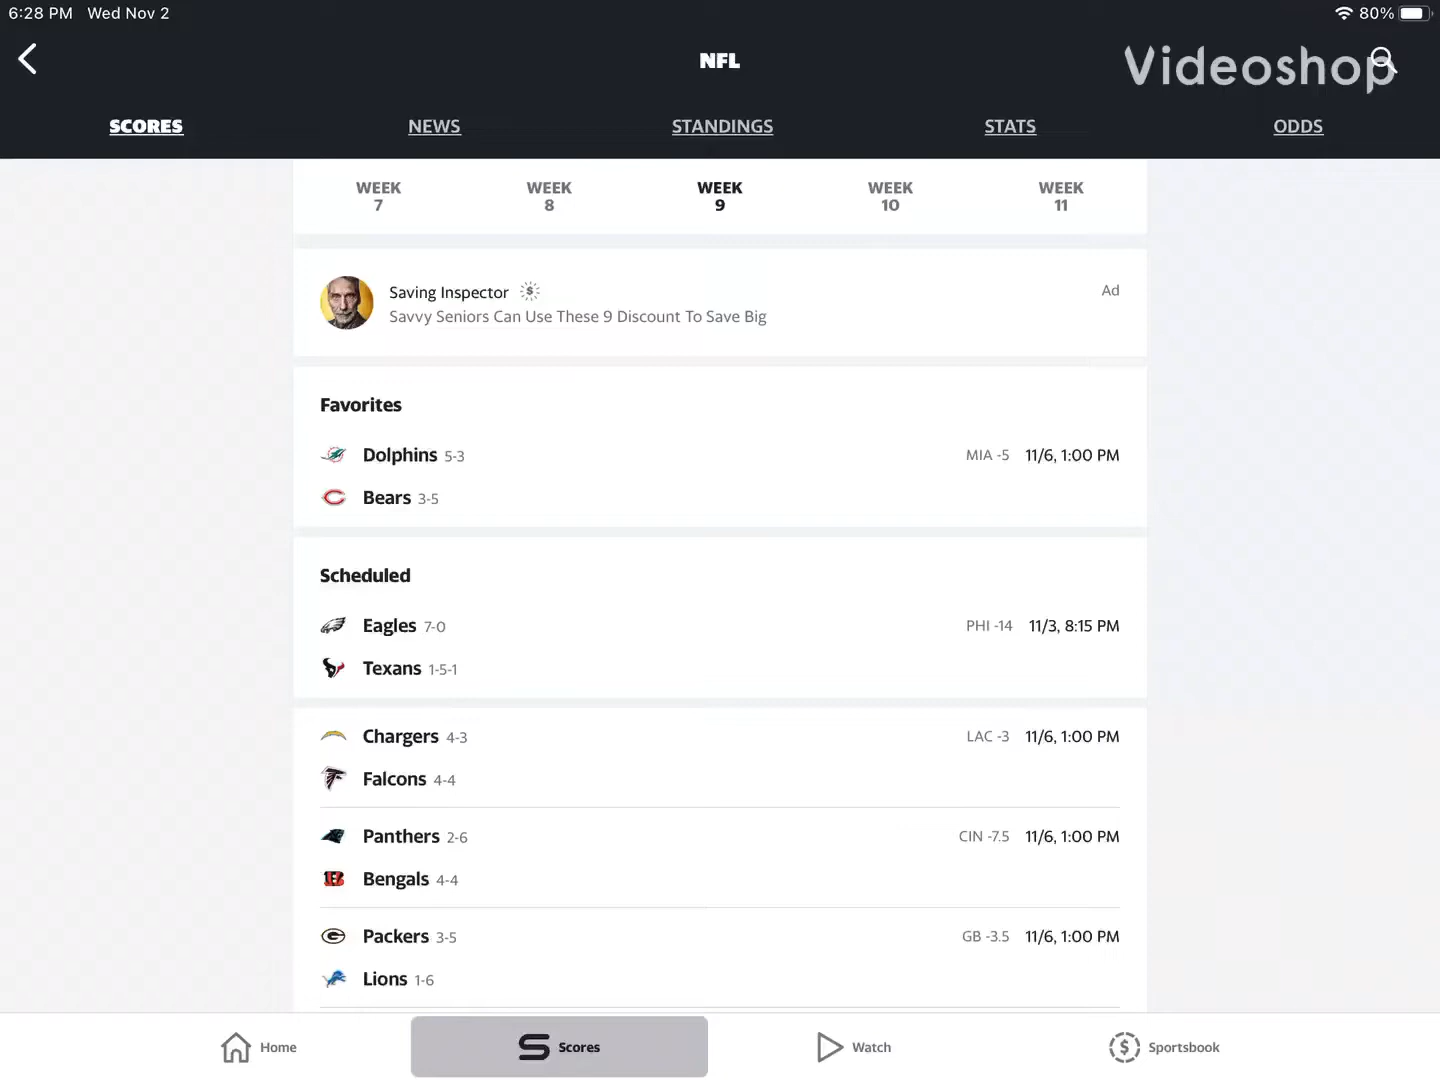 6:28 PM Wed Nov 2 80%
NFL
Videoshop
SCORES NEWS STANDINGS STATS ODDS
WEEK 7 WEEK 8 WEEK 9 WEEK 10 WEEK 11
Saving Inspector Ad
Savvy Seniors Can Use These 9 Discount To Save Big
Favorites
Dolphins 5-3 MIA -5 11/6, 1:00 PM
Bears 3-5
Scheduled
Eagles 7-0 PHI -14 11/3, 8:15 PM
Texans 1-5-1
Chargers 4-3 LAC -3 11/6, 1:00 PM
Falcons 4-4
Panthers 2-6 CIN -7.5 11/6, 1:00 PM
Bengals 4-4
Packers 3-5 GB -3.5 11/6, 1:00 PM
Lions 1-6
Home Scores Watch Sportsbook